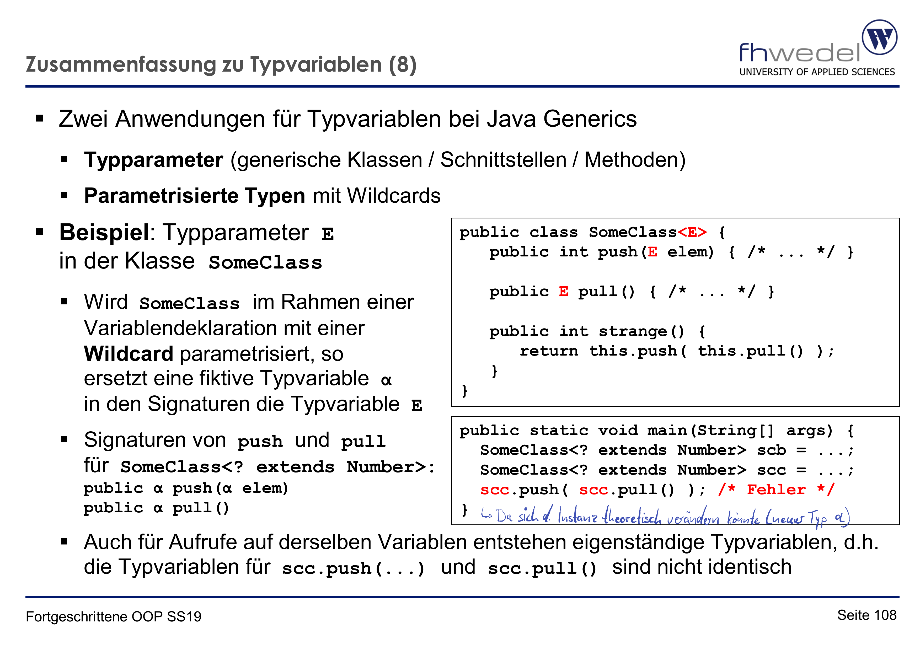 Zusammenfassung zu Typvariablen (8)
fhwedel
UNIVERSITY OF APPLIED SCIENCES
W
▪ Zwei Anwendungen für Typvariablen bei Java Generics
▪ Typparameter (generische Klassen / Schnittstellen / Methoden)
▪ Parametrisierte Typen mit Wildcards
▪ Beispiel: Typparameter E
in der Klasse SomeClass
▪ Wird SomeClass im Rahmen einer
Variablendeklaration mit einer
Wildcard parametrisiert, so
ersetzt eine fiktive Typvariable α
in den Signaturen die Typvariable E
▪ Signaturen von push und pull
für SomeClass<? extends Number>:
public α push(α elem)
public α pull()
public class SomeClass<E> {
public int push(E elem) { /* ... */ }
public E pull() { /* ... */ }
public int strange() {
return this.push( this.pull() );
}
}
public static void main(String[] args) {
SomeClass<? extends Number> scb = ...;
SomeClass<? extends Number> scc = ...;
scc.push( scc.pull() ); /* Fehler */
} ↳ Da sich d Instanz theoretisch verändern könnte (neuer Typ α)
▪ Auch für Aufrufe auf derselben Variablen entstehen eigenständige Typvariablen, d.h.
die Typvariablen für scc.push(...) und scc.pull() sind nicht identisch
Fortgeschrittene OOP SS19
Seite 108